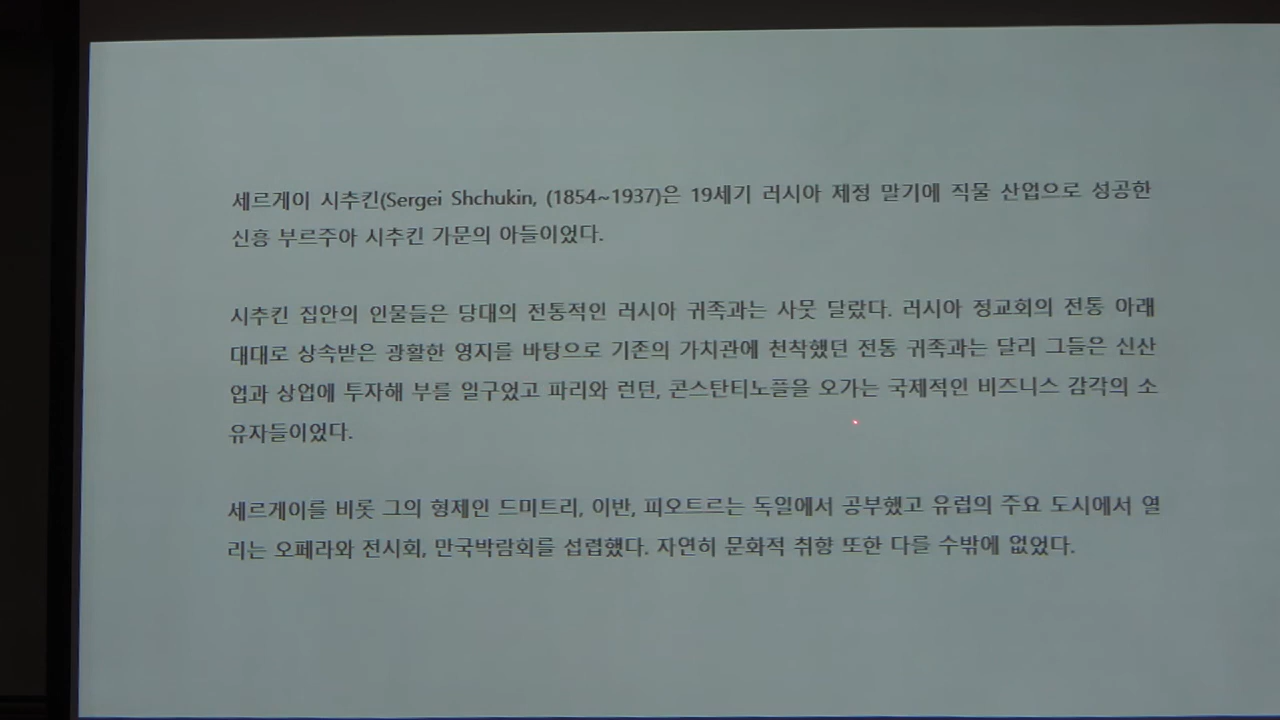 세르게이 시추킨(Sergei Shchukin, (1854~1937)은 19세기 러시아 제정 말기에 직물 산업으로 성공한
신흥 부르주아 시추킨 가문의 아들이었다.
시추킨 집안의 인물들은 당대의 전통적인 러시아 귀족과는 사뭇 달랐다. 러시아 정교회의 전통 아래
대대로 상속받은 광활한 영지를 바탕으로 기존의 가치관에 천착했던 전통 귀족과는 달리 그들은 신산
업과 상업에 투자해 부를 일구었고 파리와 런던, 콘스탄티노플을 오가는 국제적인 비즈니스 감각의 소
유자들이었다.
세르게이를 비롯 그의 형제인 드미트리, 이반, 피오트르는 독일에서 공부했고 유럽의 주요 도시에서 열
리는 오페라와 전시회, 만국박람회를 섭렵했다. 자연히 문화적 취향 또한 다를 수밖에 없었다.